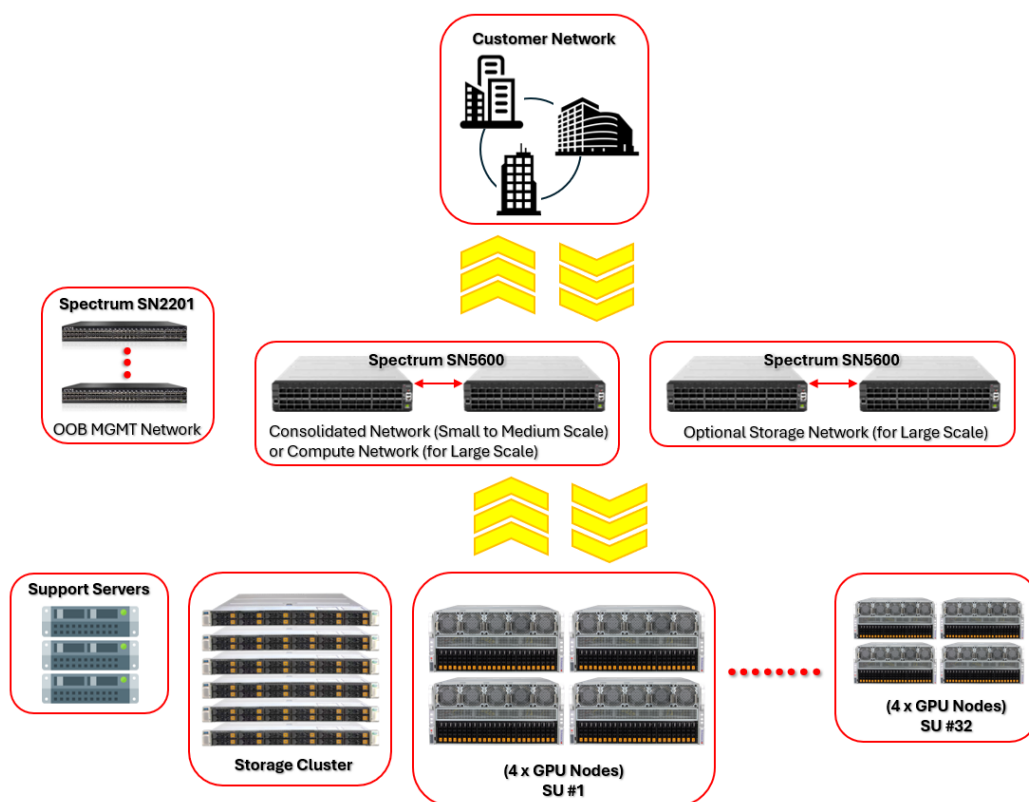 Customer Network
Spectrum SN2201
OOB MGMT Network
Spectrum SN5600
Consolidated Network (Small to Medium Scale)
or Compute Network (for Large Scale)
Spectrum SN5600
Optional Storage Network (for Large Scale)
Support Servers
Storage Cluster
(4 x GPU Nodes)
SU #1
(4 x GPU Nodes)
SU #32